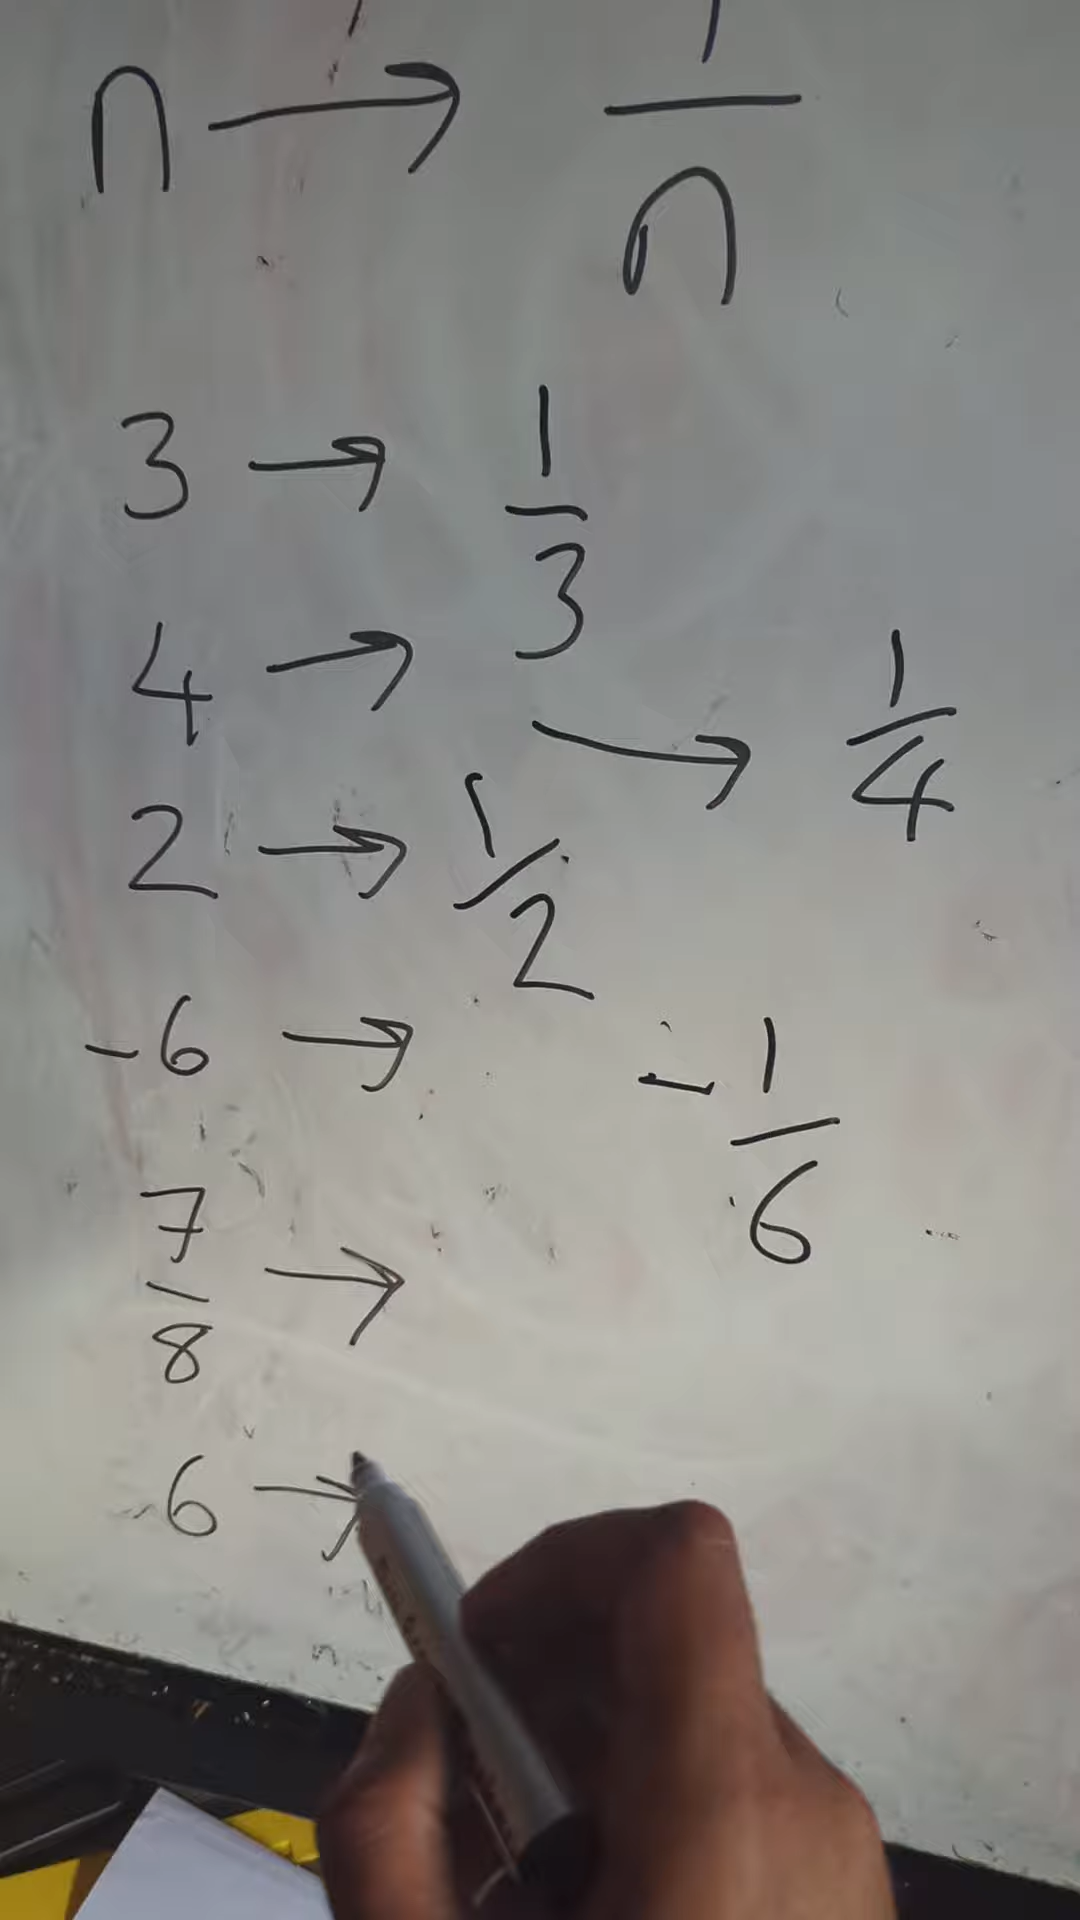 n → 1/n
3 → 1/3
4 → → 1/4
2 → 1/2
-6 → -1/6
7/8 →
-6 →